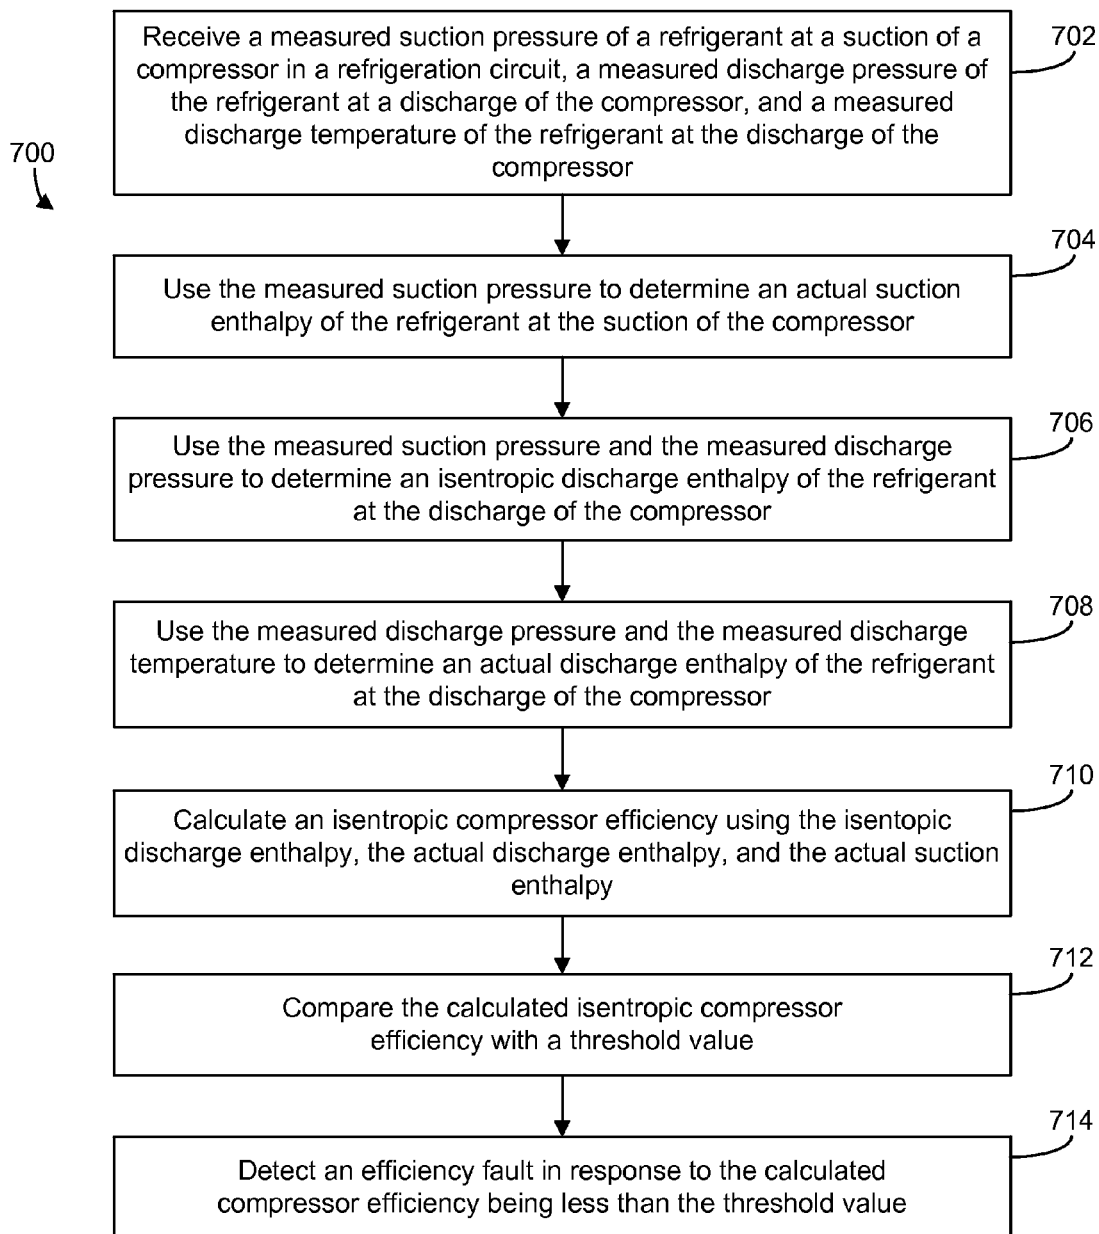 Receive a measured suction pressure of a refrigerant at a suction of a
compressor in a refrigeration circuit, a measured discharge pressure of
the refrigerant at a discharge of the compressor, and a measured
discharge temperature of the refrigerant at the discharge of the
compressor
702
700
704
Use the measured suction pressure to determine an actual suction
enthalpy of the refrigerant at the suction of the compressor
706
Use the measured suction pressure and the measured discharge
pressure to determine an isentropic discharge enthalpy of the refrigerant
at the discharge of the compressor
708
Use the measured discharge pressure and the measured discharge
temperature to determine an actual discharge enthalpy of the refrigerant
at the discharge of the compressor
710
Calculate an isentropic compressor efficiency using the isentopic
discharge enthalpy, the actual discharge enthalpy, and the actual suction
enthalpy
712
Compare the calculated isentropic compressor
efficiency with a threshold value
714
Detect an efficiency fault in response to the calculated
compressor efficiency being less than the threshold value